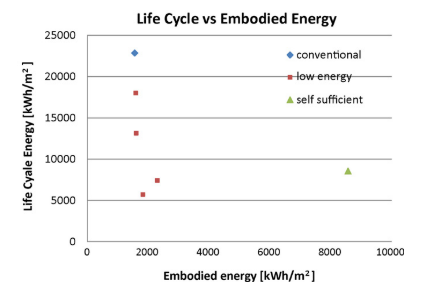 Life Cycle vs Embodied Energy
25000
20000
15000
10000
5000
0
Life Cyale Energy [kWh/m²]
conventional
low energy
self sufficient
0 2000 4000 6000 8000 10000
Embodied energy [kWh/m²]